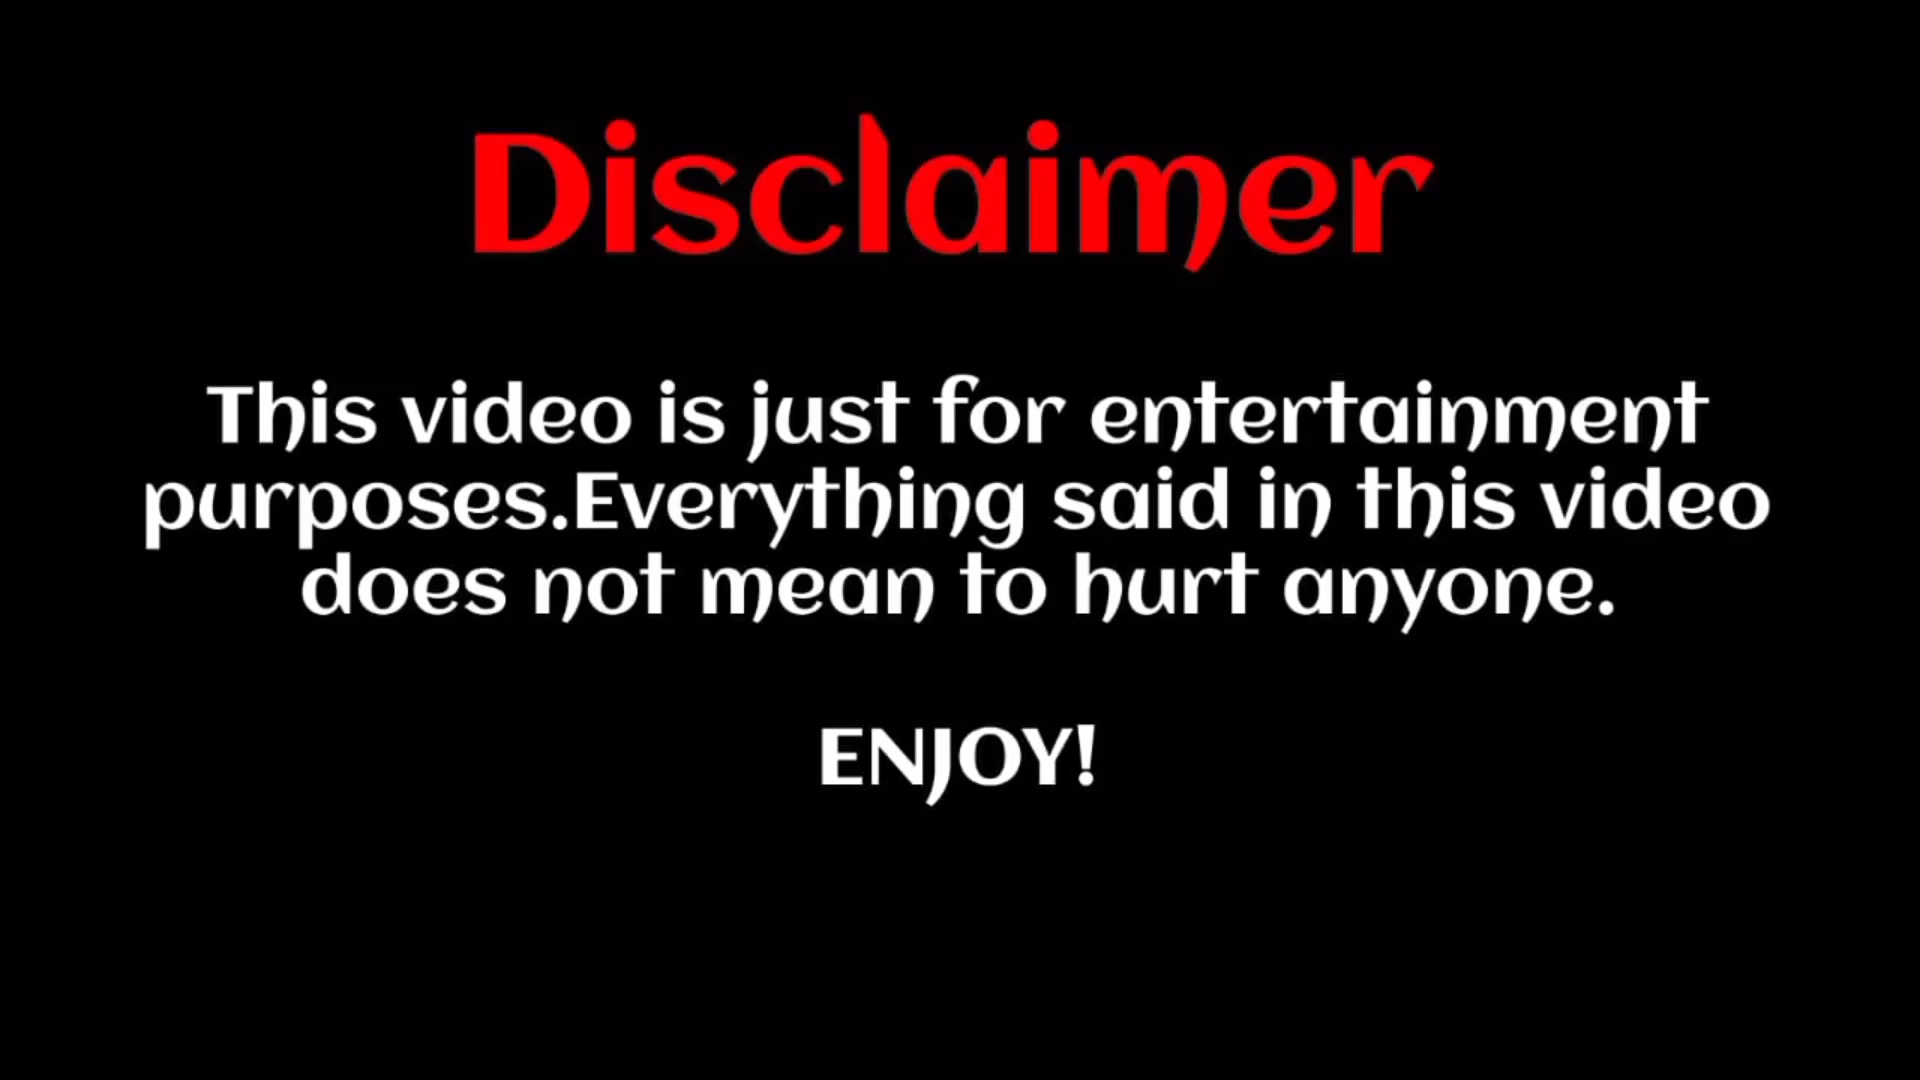 Disclaimer
This video is just for entertainment
purposes.Everything said in this video
does not mean to hurt anyone.
ENJOY!